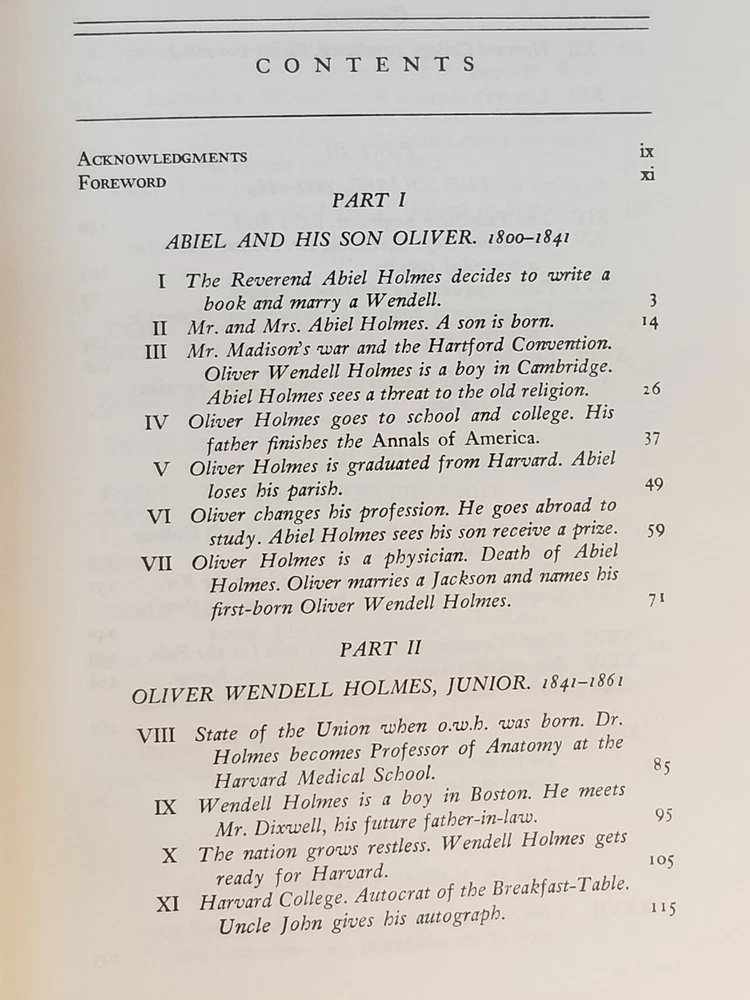 CONTENTS
ACKNOWLEDGMENTS ix
FOREWORD xi
PART I
ABIEL AND HIS SON OLIVER. 1800–1841
I The Reverend Abiel Holmes decides to write a
book and marry a Wendell. 3
II Mr. and Mrs. Abiel Holmes. A son is born. 14
III Mr. Madison's war and the Hartford Convention.
Oliver Wendell Holmes is a boy in Cambridge.
Abiel Holmes sees a threat to the old religion. 26
IV Oliver Holmes goes to school and college. His
father finishes the Annals of America. 37
V Oliver Holmes is graduated from Harvard. Abiel
loses his parish. 49
VI Oliver changes his profession. He goes abroad to
study. Abiel Holmes sees his son receive a prize. 59
VII Oliver Holmes is a physician. Death of Abiel
Holmes. Oliver marries a Jackson and names his
first-born Oliver Wendell Holmes. 71
PART II
OLIVER WENDELL HOLMES, JUNIOR. 1841–1861
VIII State of the Union when o.w.h. was born. Dr.
Holmes becomes Professor of Anatomy at the
Harvard Medical School. 85
IX Wendell Holmes is a boy in Boston. He meets
Mr. Dixwell, his future father-in-law. 95
X The nation grows restless. Wendell Holmes gets
ready for Harvard. 105
XI Harvard College. Autocrat of the Breakfast-Table.
Uncle John gives his autograph. 115